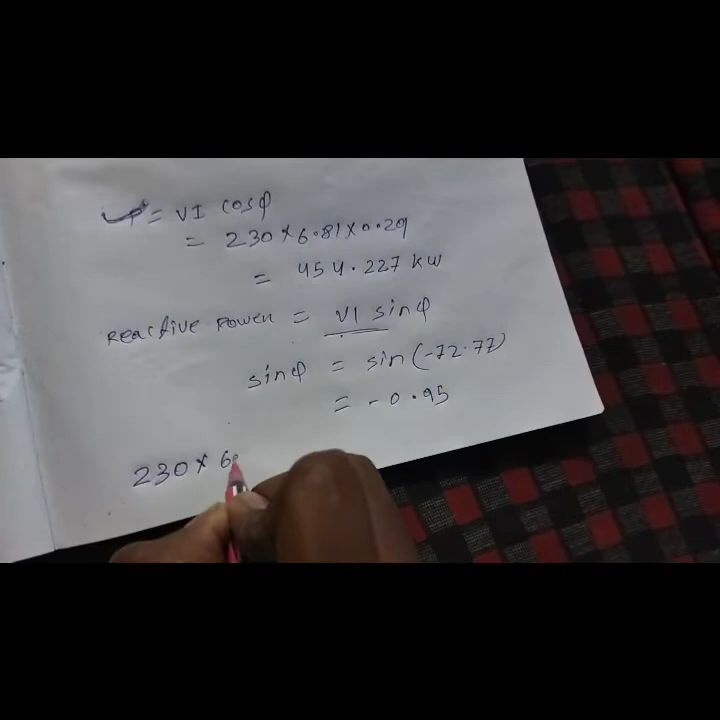 P = VI cosφ
= 230 × 6.81 × 0.29
= 454.227 kW
reactive power = VI sinφ
sinφ = sin(-72.77)
= -0.95
230 × 6